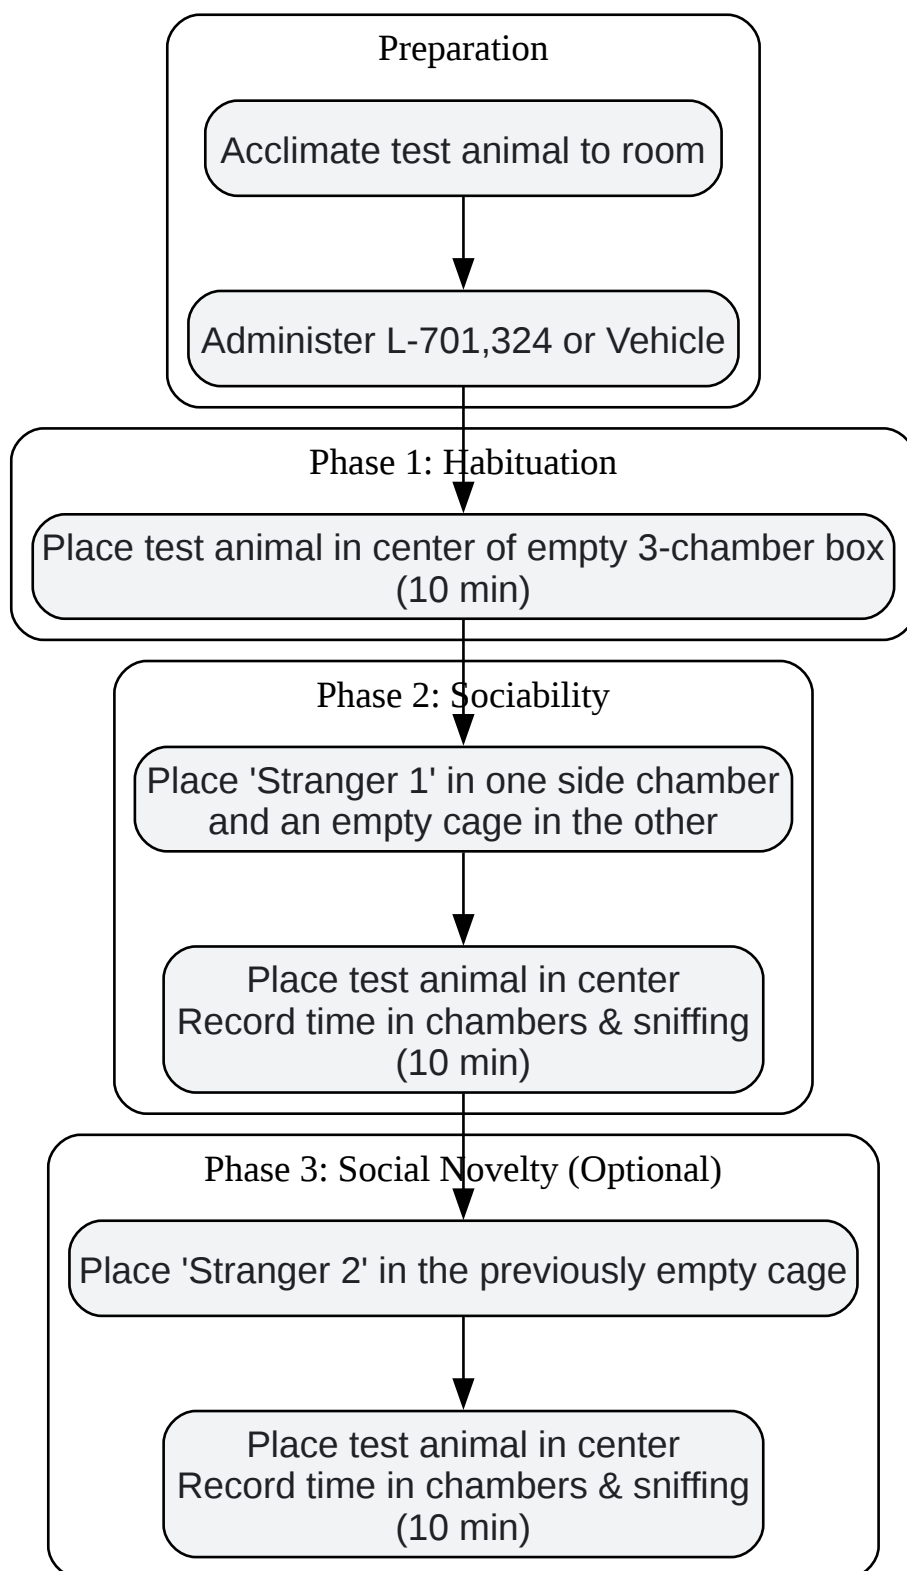 Preparation
Acclimate test animal to room
Administer L-701,324 or Vehicle
Phase 1: Habituation
Place test animal in center of empty 3-chamber box
(10 min)
Phase 2: Sociability
Place 'Stranger 1' in one side chamber
and an empty cage in the other
Place test animal in center
Record time in chambers & sniffing
(10 min)
Phase 3: Social Novelty (Optional)
Place 'Stranger 2' in the previously empty cage
Place test animal in center
Record time in chambers & sniffing
(10 min)